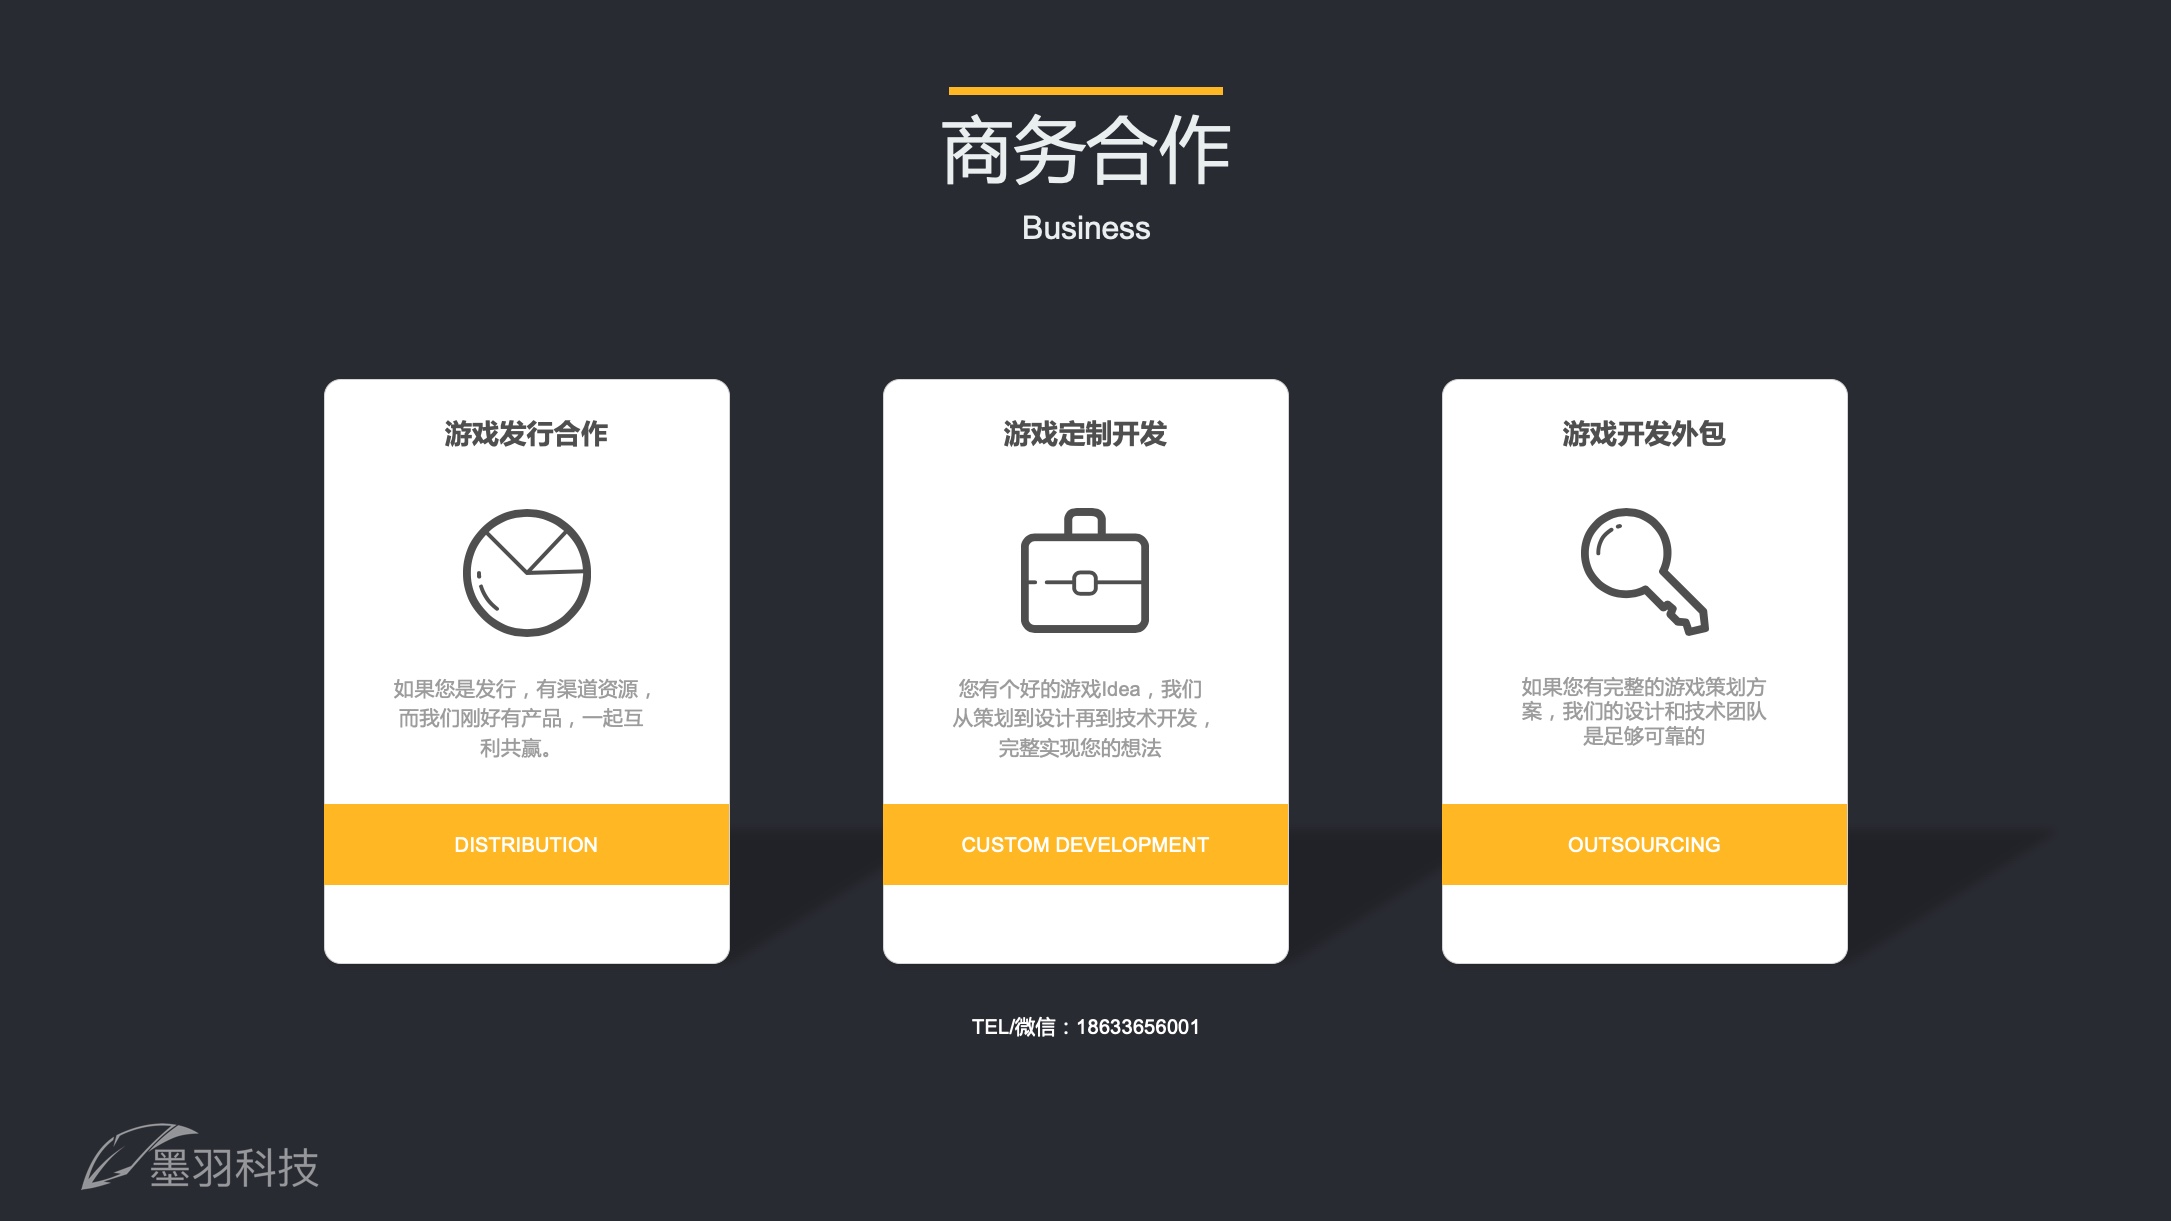 商务合作
Business
游戏发行合作
如果您是发行，有渠道资源，
而我们刚好有产品，一起互
利共赢。
DISTRIBUTION
游戏定制开发
您有个好的游戏Idea，我们
从策划到设计再到技术开发，
完整实现您的想法
CUSTOM DEVELOPMENT
游戏开发外包
如果您有完整的游戏策划方
案，我们的设计和技术团队
是足够可靠的
OUTSOURCING
TEL/微信：18633656001
墨羽科技